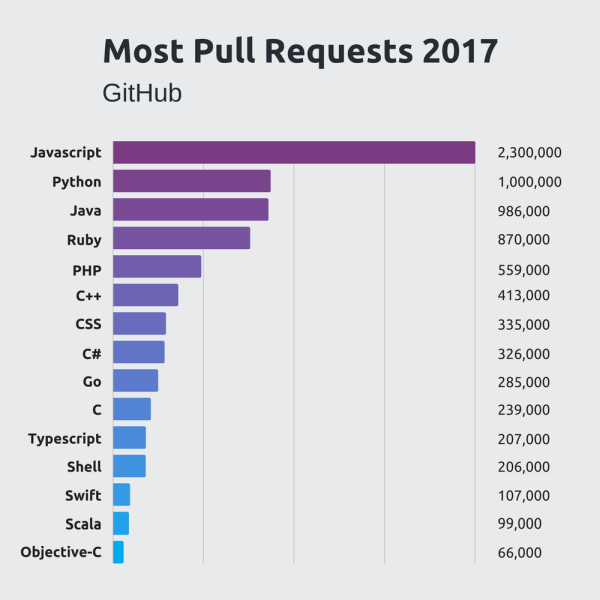 Most Pull Requests 2017
GitHub
Javascript 2,300,000
Python 1,000,000
Java 986,000
Ruby 870,000
PHP 559,000
C++ 413,000
CSS 335,000
C# 326,000
Go 285,000
C 239,000
Typescript 207,000
Shell 206,000
Swift 107,000
Scala 99,000
Objective-C 66,000